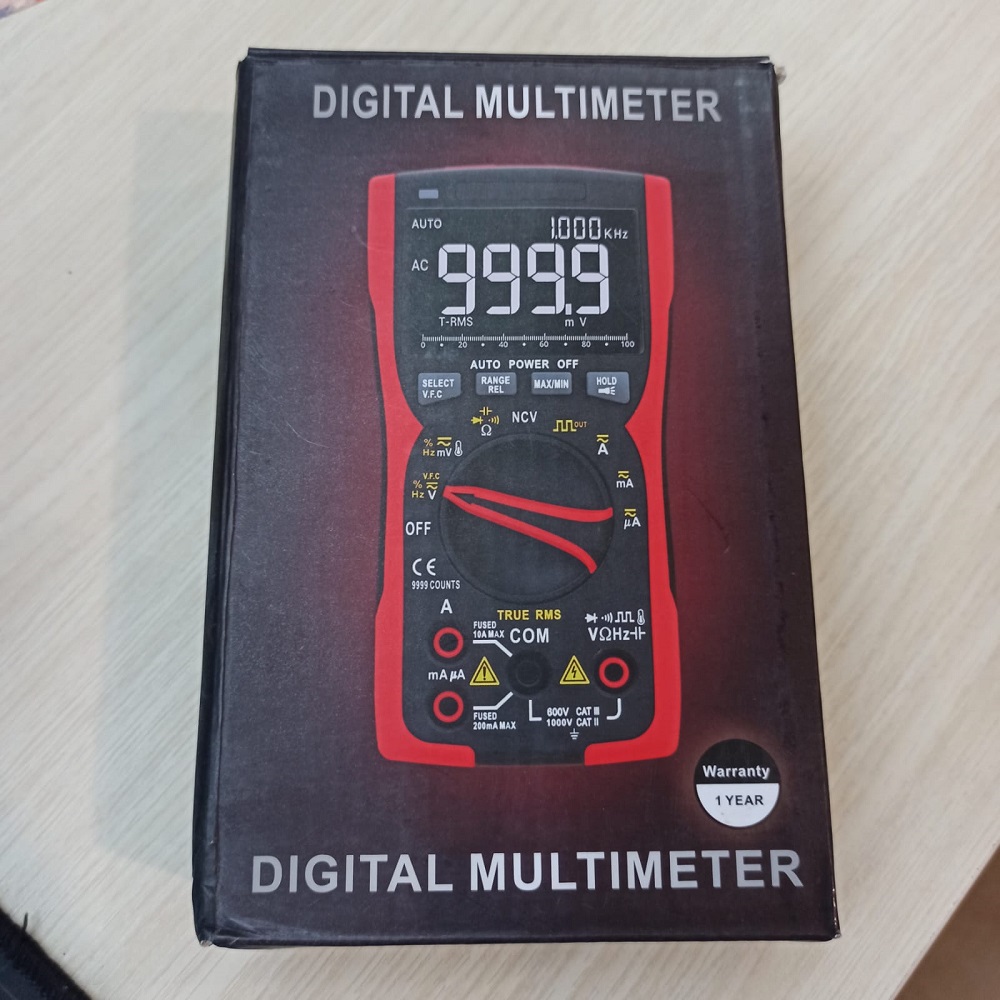 DIGITAL MULTIMETER
AUTO
1.000 KHz
AC
999.9
T-RMS
m V
0 20 40 60 80 100
AUTO POWER OFF
SELECT
V.F.C
RANGE
REL
MAX/MIN
HOLD
NCV
Ω
OUT
%
Hz mV
A
V.F.C
%
Hz V
mA
μA
OFF
CE
9999 COUNTS
A
TRUE RMS
FUSED
10A MAX
COM
VΩHz
mA μA
FUSED
200mA MAX
600V CAT III
1000V CAT II
Warranty
1 YEAR
DIGITAL MULTIMETER